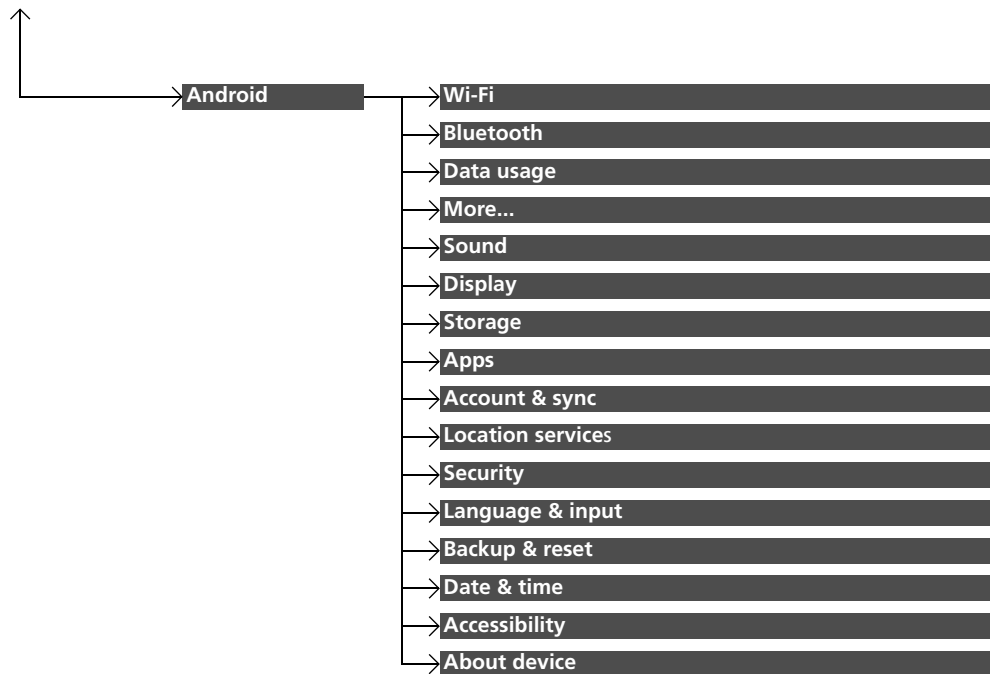 Android
Wi-Fi
Bluetooth
Data usage
More...
Sound
Display
Storage
Apps
Account & sync
Location services
Security
Language & input
Backup & reset
Date & time
Accessibility
About device